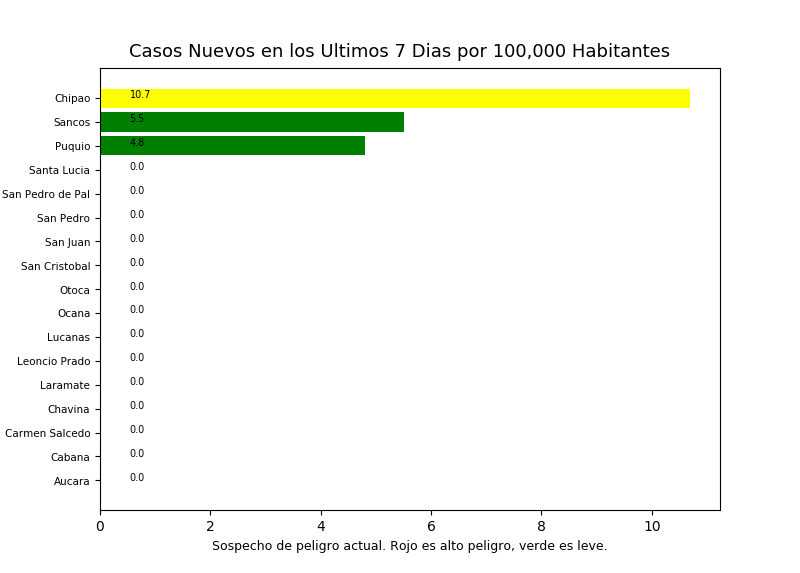 Casos Nuevos en los Ultimos 7 Dias por 100,000 Habitantes
Chipao 10.7
Sancos 5.5
Puquio 4.8
Santa Lucia 0.0
San Pedro de Pal 0.0
San Pedro 0.0
San Juan 0.0
San Cristobal 0.0
Otoca 0.0
Ocana 0.0
Lucanas 0.0
Leoncio Prado 0.0
Laramate 0.0
Chavina 0.0
Carmen Salcedo 0.0
Cabana 0.0
Aucara 0.0
0 2 4 6 8 10
Sospecho de peligro actual. Rojo es alto peligro, verde es leve.